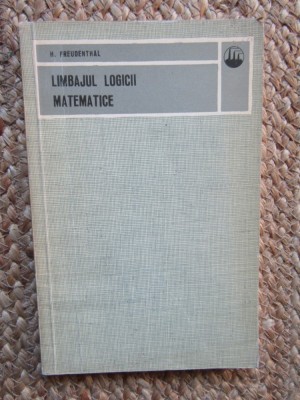 H. FREUDENTHAL
LIMBAJUL LOGICII
MATEMATICE